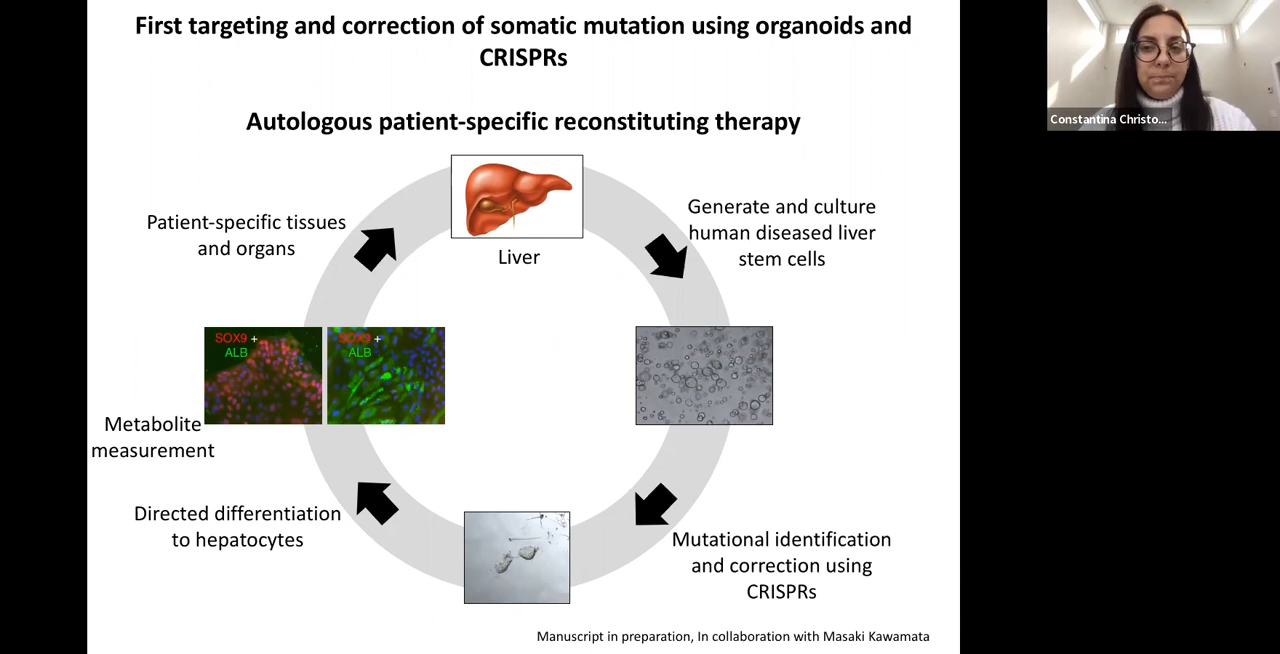 First targeting and correction of somatic mutation using organoids and
CRISPRs
Autologous patient-specific reconstituting therapy
Constantina Christo...
Liver
Generate and culture
human diseased liver
stem cells
Patient-specific tissues
and organs
SOX9 +
ALB
SOX9 +
ALB
Metabolite
measurement
Directed differentiation
to hepatocytes
Mutational identification
and correction using
CRISPRs
Manuscript in preparation, In collaboration with Masaki Kawamata